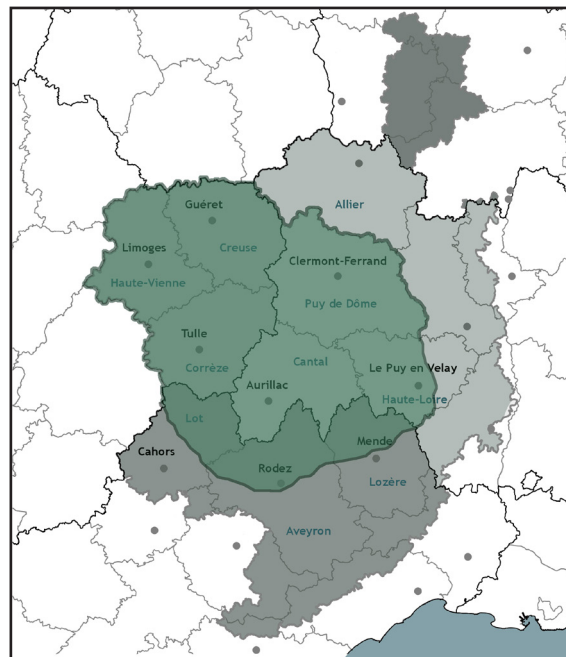 Guéret
Allier
Limoges
Creuse
Clermont-Ferrand
Haute-Vienne
Puy de Dôme
Tulle
Corrèze
Cantal
Le Puy en Velay
Aurillac
Haute-Loire
Lot
Mende
Cahors
Rodez
Lozére
Aveyron